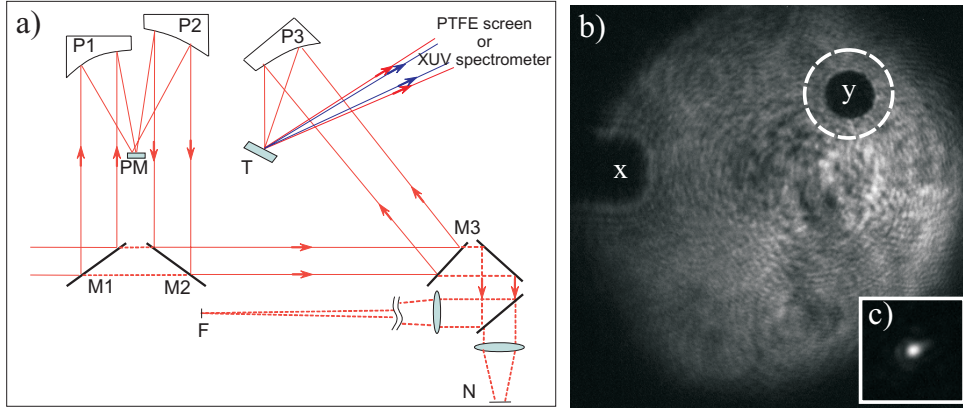 a)
P1
P2
P3
PTFE screen
or
XUV spectrometer
PM
T
M1
M2
M3
F
N
b)
x
y
c)